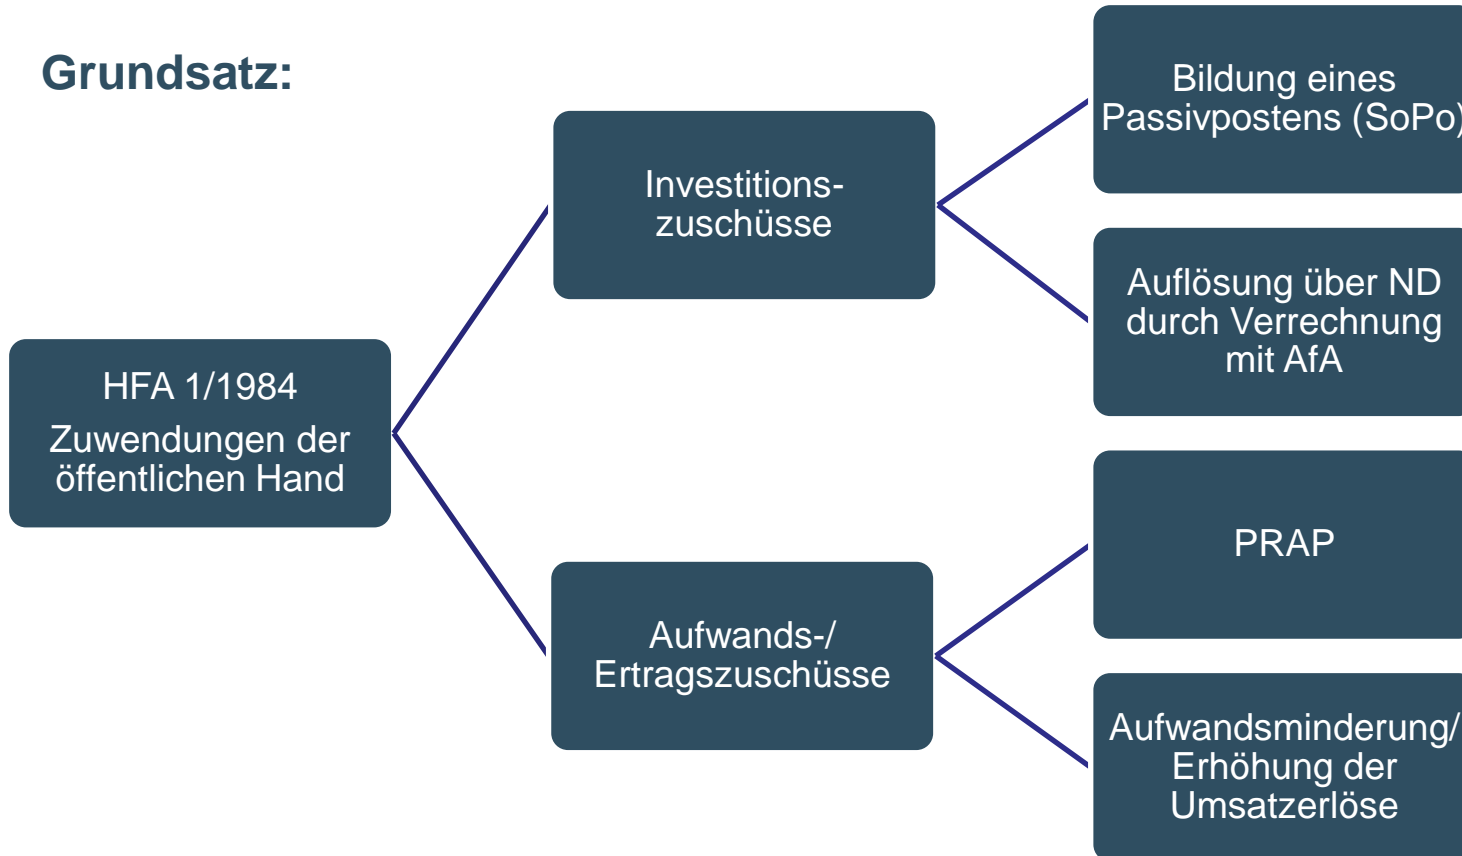 Grundsatz:
HFA 1/1984
Zuwendungen der
öffentlichen Hand
Investitions-
zuschüsse
Bildung eines
Passivpostens (SoPo)
Auflösung über ND
durch Verrechnung
mit AfA
Aufwands-/
Ertragszuschüsse
PRAP
Aufwandsminderung/
Erhöhung der
Umsatzerlöse